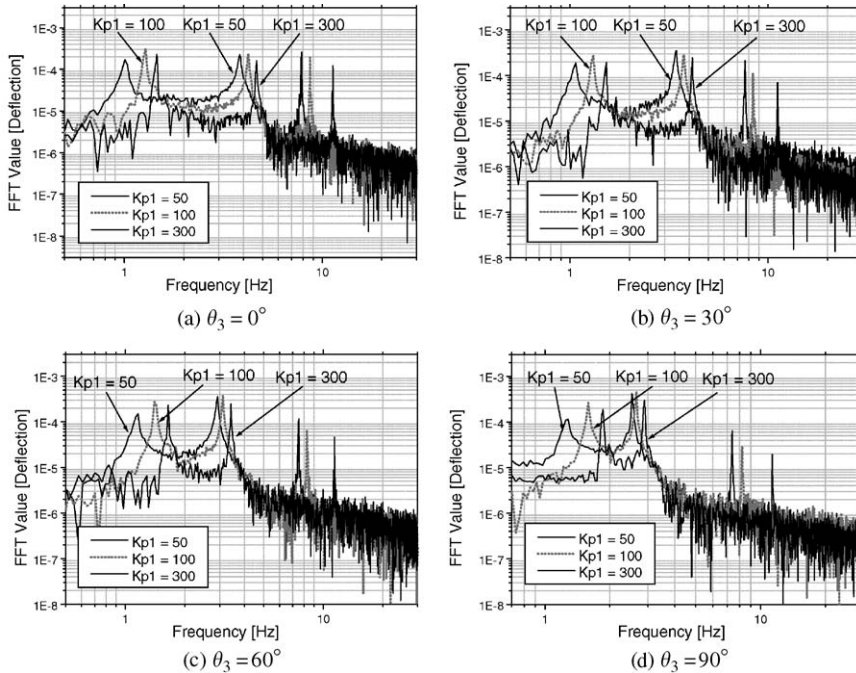 Kp1 = 100 Kp1 = 50 Kp1 = 300
FFT Value [Deflection]
1E-3
1E-4
1E-5
1E-6
1E-7
1E-8
Kp1 = 50
Kp1 = 100
Kp1 = 300
1 10
Frequency [Hz]
(a) θ₃ = 0°
Kp1 = 100 Kp1 = 50 Kp1 = 300
FFT Value [Deflection]
1E-3
1E-4
1E-5
1E-6
1E-7
1E-8
Kp1 = 50
Kp1 = 100
Kp1 = 300
1 10
Frequency [Hz]
(b) θ₃ = 30°
Kp1 = 50 Kp1 = 100 Kp1 = 300
FFT Value [Deflection]
1E-3
1E-4
1E-5
1E-6
1E-7
1E-8
Kp1 = 50
Kp1 = 100
Kp1 = 300
1 10
Frequency [Hz]
(c) θ₃ = 60°
Kp1 = 50 Kp1 = 100 Kp1 = 300
FFT Value [Deflection]
1E-3
1E-4
1E-5
1E-6
1E-7
1E-8
Kp1 = 50
Kp1 = 100
Kp1 = 300
1 10
Frequency [Hz]
(d) θ₃ = 90°